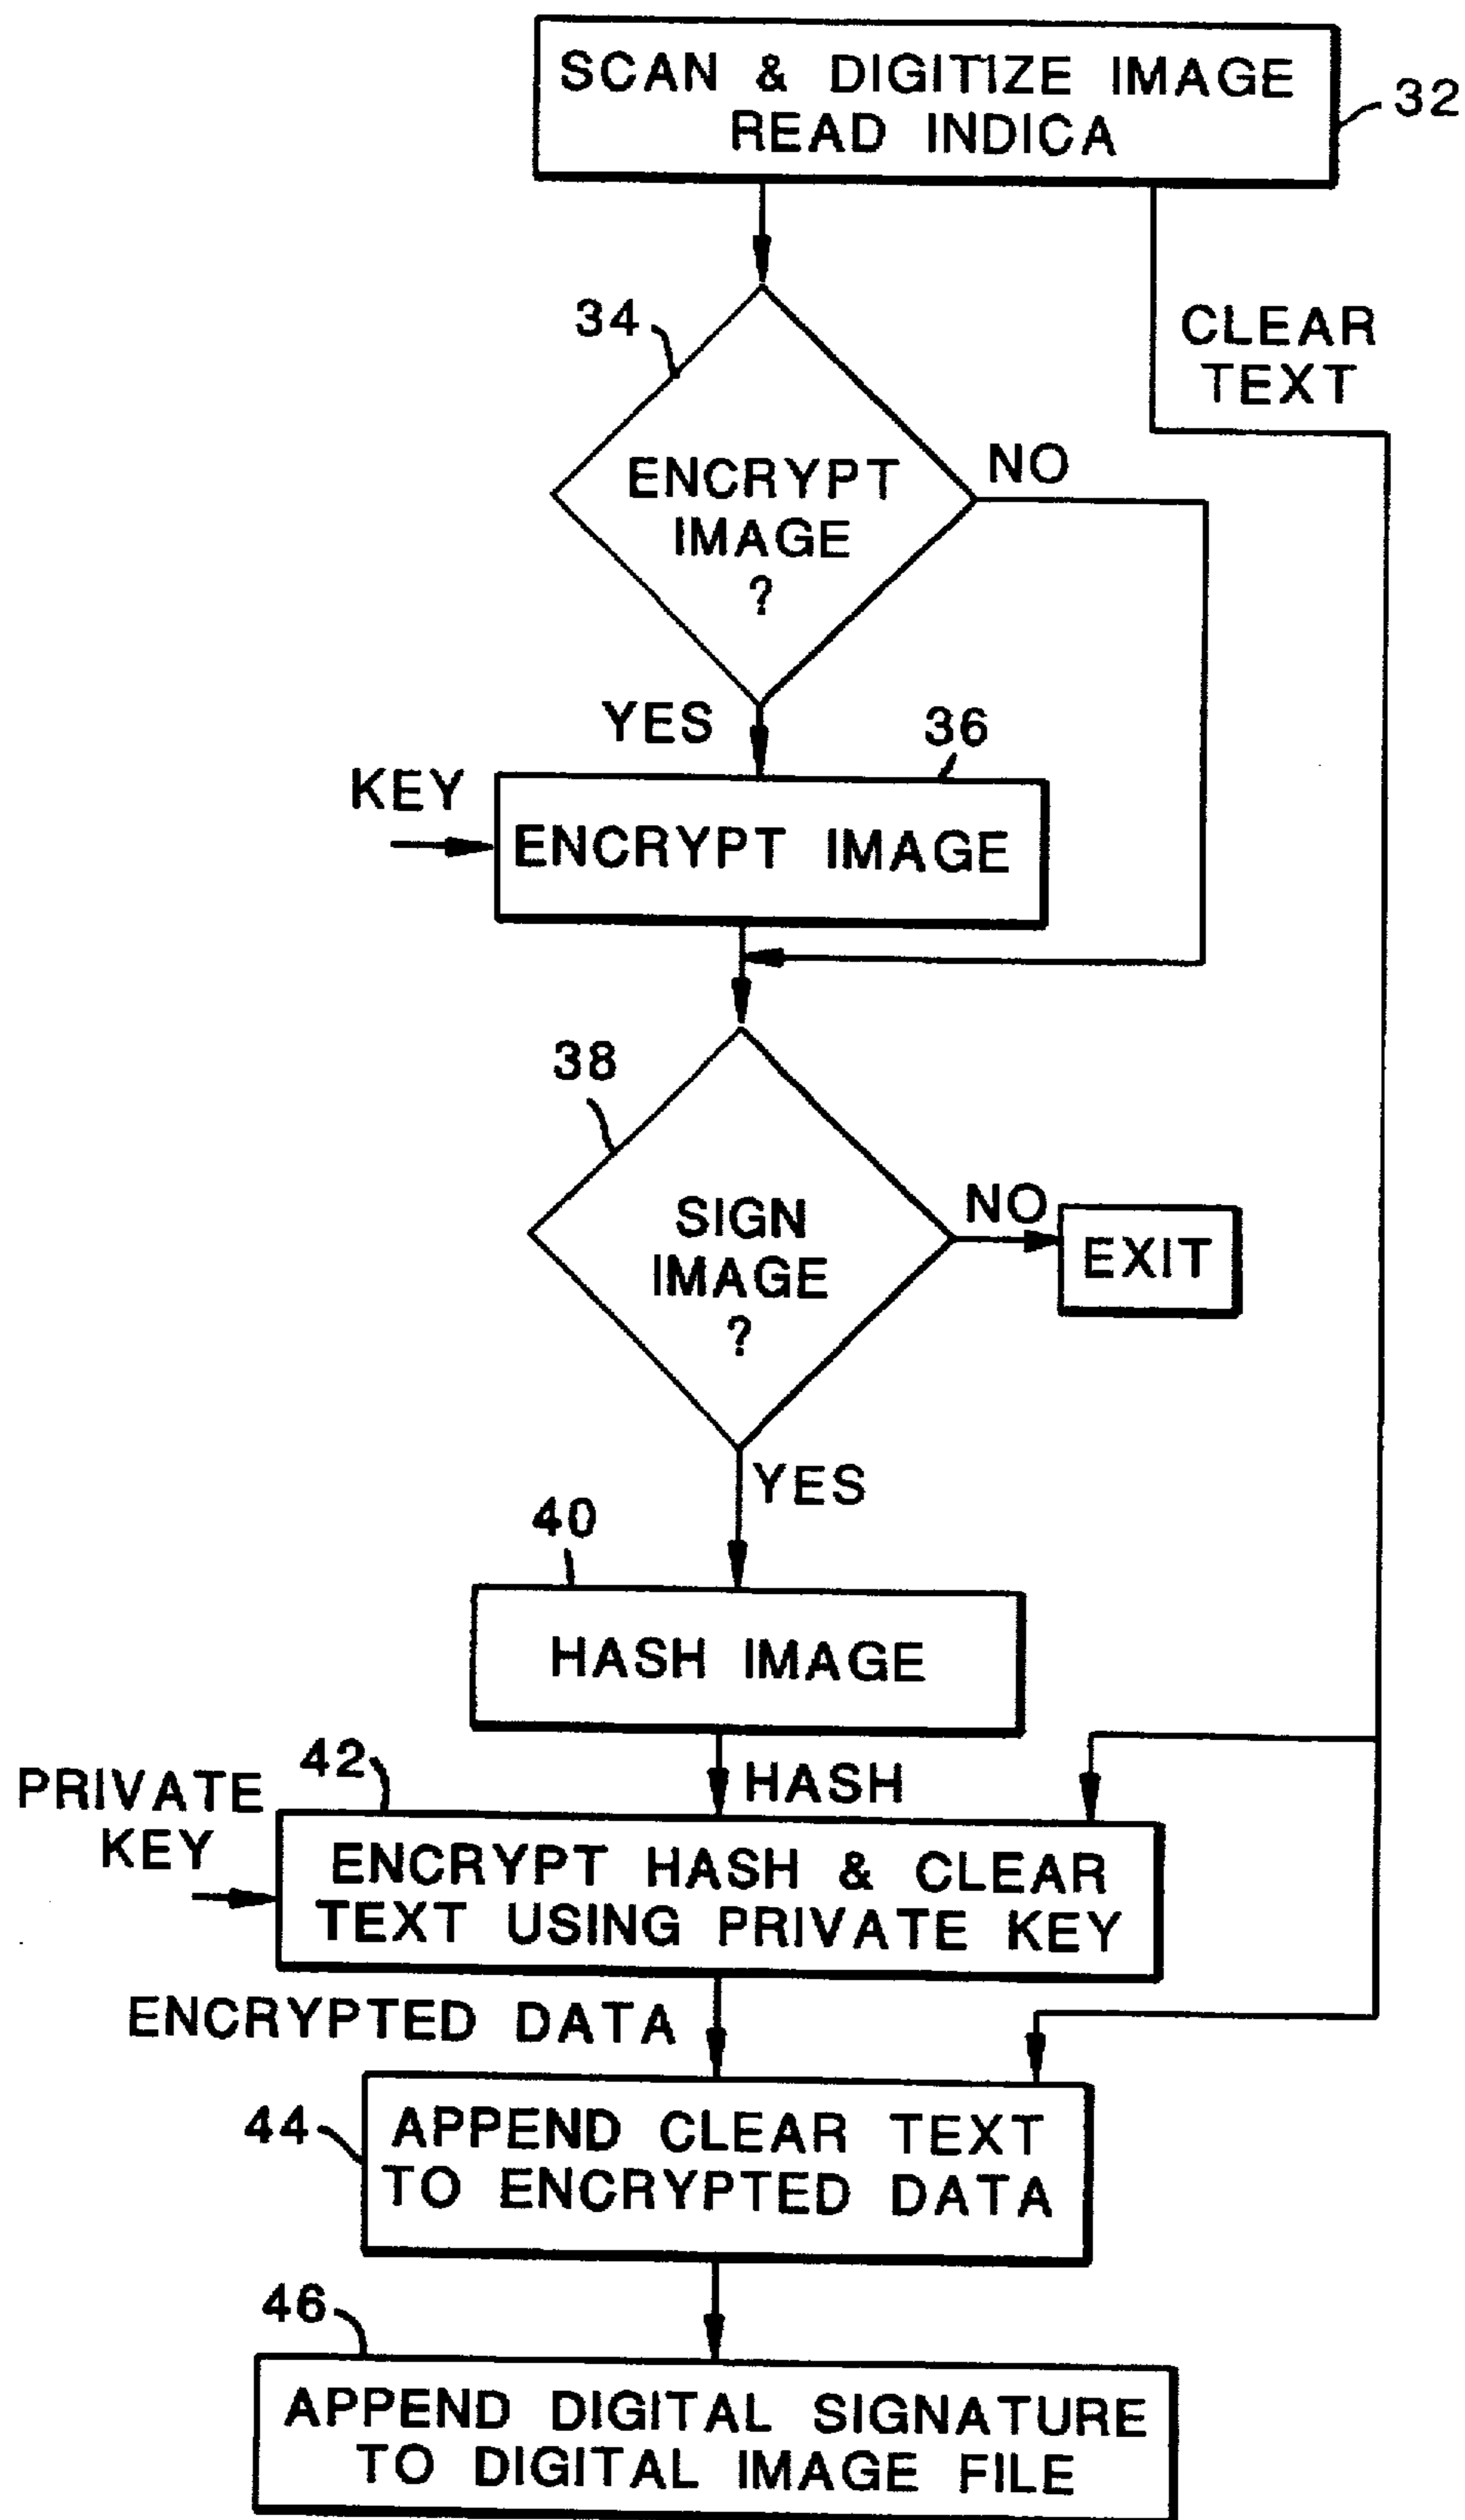 SCAN & DIGITIZE IMAGE
READ INDICA
32
34
CLEAR
TEXT
ENCRYPT
IMAGE
?
NO
YES
36
KEY
ENCRYPT IMAGE
38
SIGN
IMAGE
?
NO
EXIT
YES
40
HASH IMAGE
HASH
42
PRIVATE
KEY
ENCRYPT HASH & CLEAR
TEXT USING PRIVATE KEY
ENCRYPTED DATA
44
APPEND CLEAR TEXT
TO ENCRYPTED DATA
46
APPEND DIGITAL SIGNATURE
TO DIGITAL IMAGE FILE